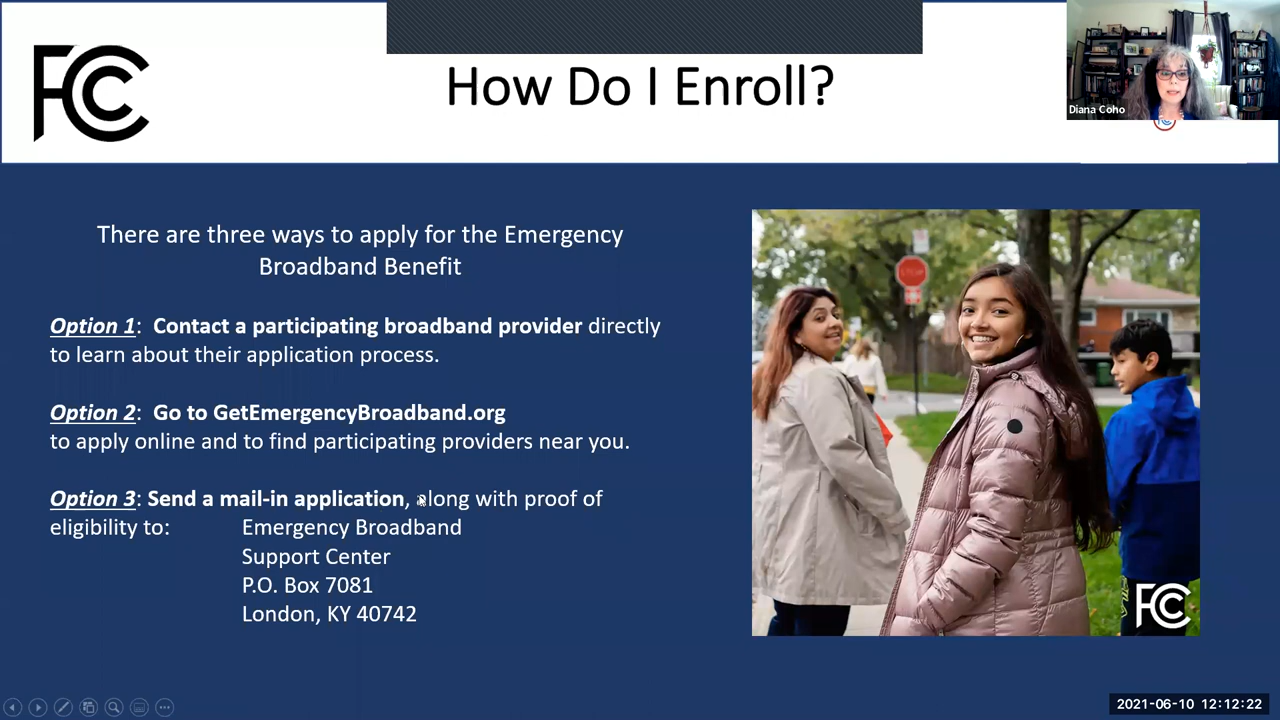 FCC
How Do I Enroll?
Diana Coho
There are three ways to apply for the Emergency
Broadband Benefit
Option 1: Contact a participating broadband provider directly
to learn about their application process.
Option 2: Go to GetEmergencyBroadband.org
to apply online and to find participating providers near you.
Option 3: Send a mail-in application, along with proof of
eligibility to: Emergency Broadband
Support Center
P.O. Box 7081
London, KY 40742
STOP
FCC
2021-06-10 12:12:22